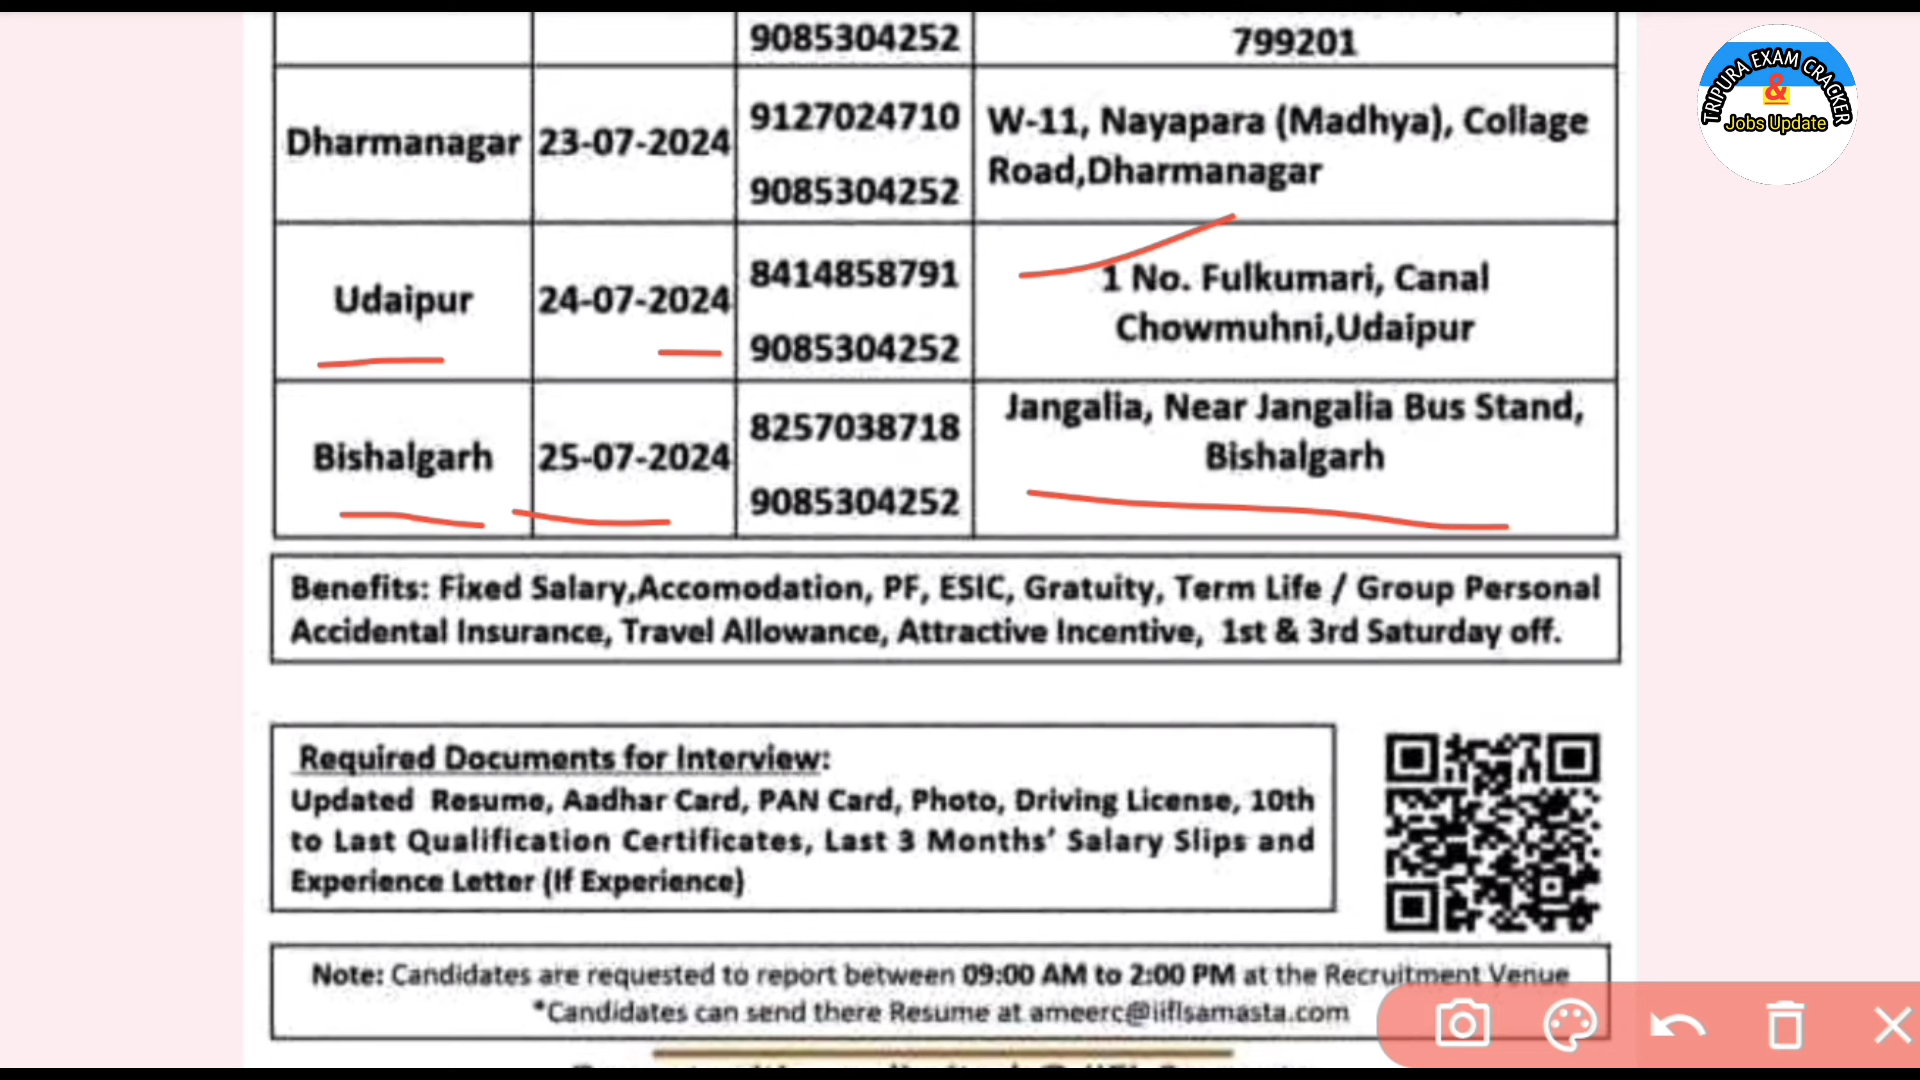 9085304252
799201
TRIPURA EXAM CRACKER
&
Jobs Update
Dharmanagar
23-07-2024
9127024710
9085304252
W-11, Nayapara (Madhya), Collage
Road,Dharmanagar
Udaipur
24-07-2024
8414858791
9085304252
1 No. Fulkumari, Canal
Chowmuhni,Udaipur
Bishalgarh
25-07-2024
8257038718
9085304252
Jangalia, Near Jangalia Bus Stand,
Bishalgarh
Benefits: Fixed Salary,Accomodation, PF, ESIC, Gratuity, Term Life / Group Personal
Accidental Insurance, Travel Allowance, Attractive Incentive, 1st & 3rd Saturday off.
Required Documents for Interview:
Updated Resume, Aadhar Card, PAN Card, Photo, Driving License, 10th
to Last Qualification Certificates, Last 3 Months’ Salary Slips and
Experience Letter (If Experience)
Note: Candidates are requested to report between 09:00 AM to 2:00 PM at the Recruitment Venue
*Candidates can send there Resume at ameerc@iiflsamasta.com